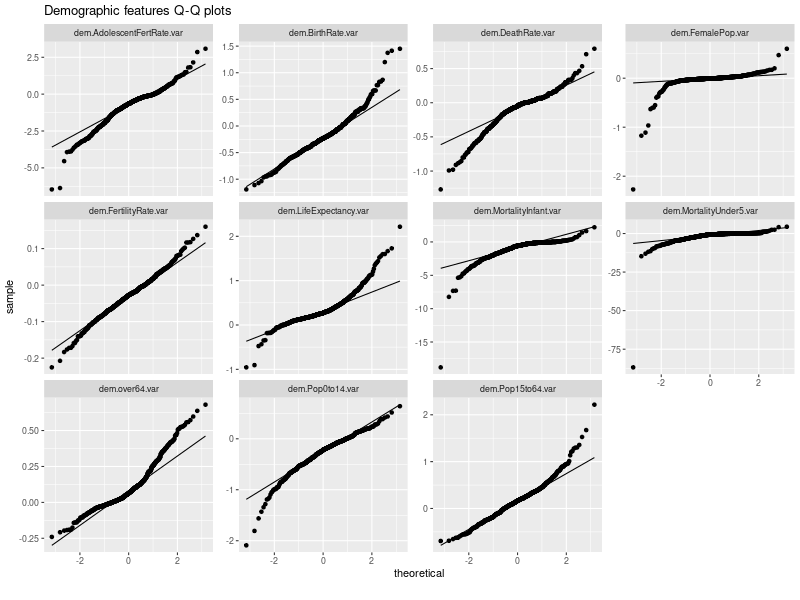 Demographic features Q-Q plots
dem.AdolescentFertRate.var
dem.BirthRate.var
dem.DeathRate.var
dem.FemalePop.var
2.5
0.0
-2.5
-5.0
1.5
1.0
0.5
0.0
-0.5
-1.0
0.5
0.0
-0.5
-1.0
0
-1
-2
dem.FertilityRate.var
dem.LifeExpectancy.var
dem.MortalityInfant.var
dem.MortalityUnder5.var
0.1
0.0
-0.1
-0.2
2
1
0
-1
0
-5
-10
-15
0
-25
-50
-75
-2 0 2
sample
dem.over64.var
dem.Pop0to14.var
dem.Pop15to64.var
0.50
0.25
0.00
-0.25
0
-1
-2
2
1
0
-2 0 2
-2 0 2
-2 0 2
theoretical